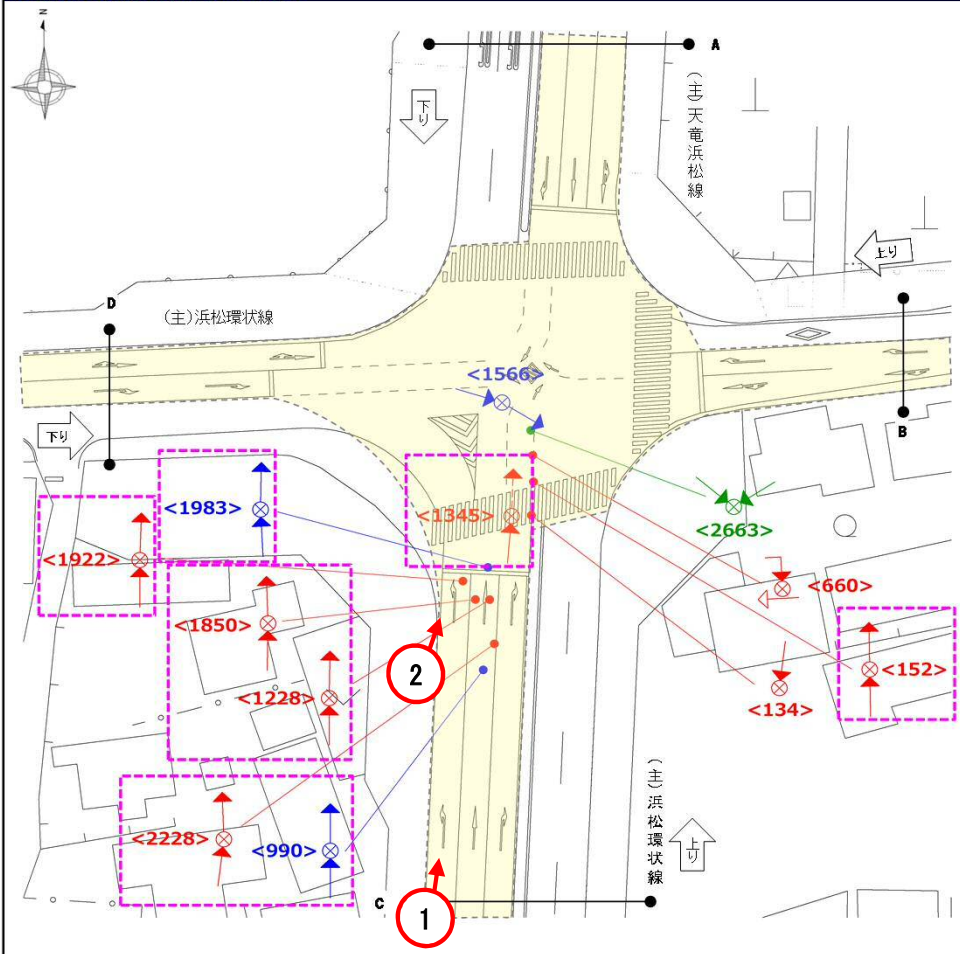 N
A
下り
(主)天竜浜松線
上り
D
(主)浜松環状線
<1566>
下り
B
<1983>
<1345>
<2663>
<1922>
<660>
<1850>
2
<152>
<1228>
<134>
(主)浜松環状線
上り
<2228>
<990>
C
1